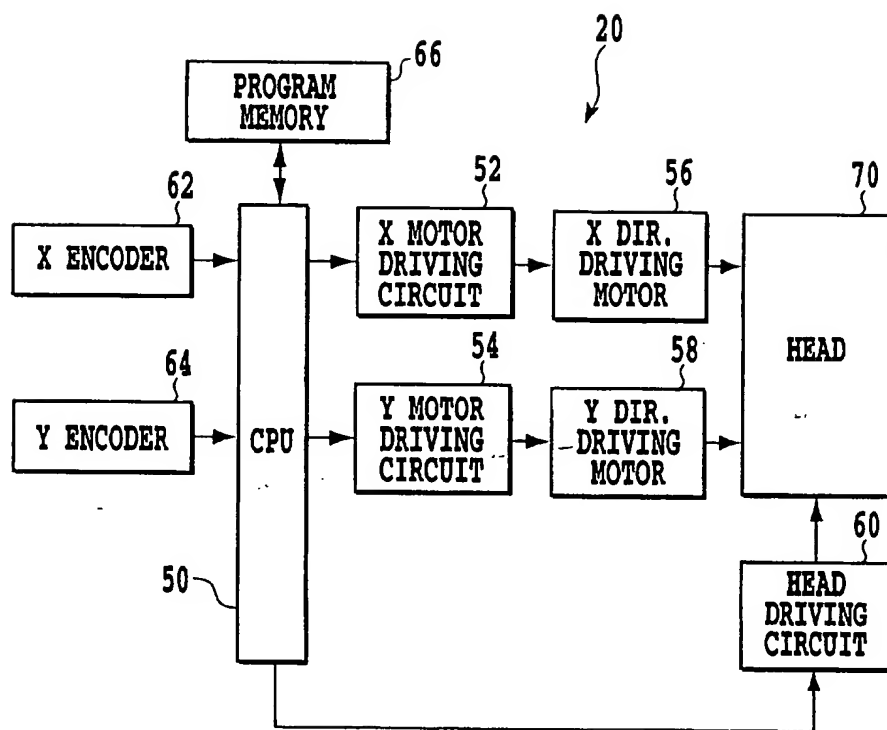 20
66
PROGRAM
MEMORY
62
X ENCODER
52
X MOTOR
DRIVING
CIRCUIT
56
X DIR.
DRIVING
MOTOR
70
HEAD
64
Y ENCODER
CPU
54
Y MOTOR
DRIVING
CIRCUIT
58
Y DIR.
DRIVING
MOTOR
50
60
HEAD
DRIVING
CIRCUIT